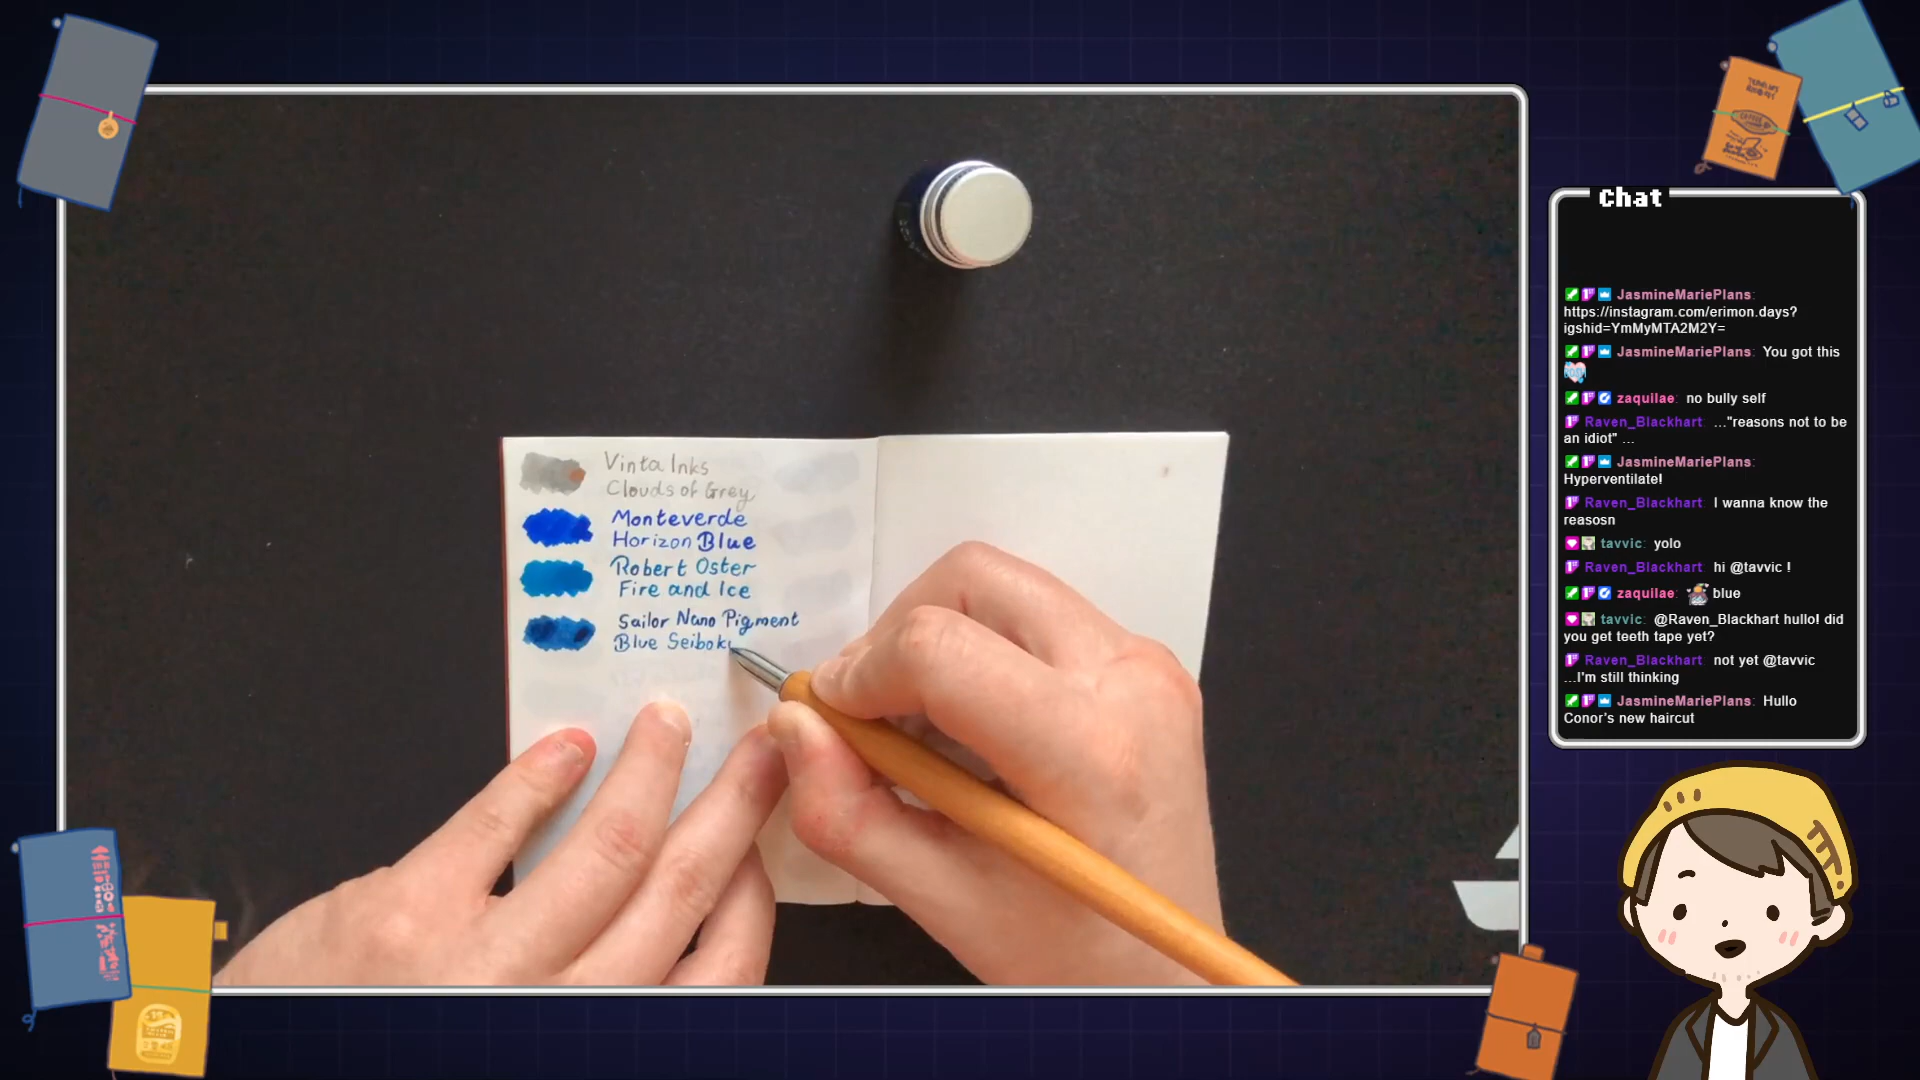 Vinta Inks
Clouds of Grey
Monteverde
Horizon Blue
Robert Oster
Fire and Ice
Sailor Nano Pigment
Blue Seiboku
chat
JasmineMariePlans:
https://instagram.com/erimon.days?
igshid=YmMyMTA2M2Y=
JasmineMariePlans: You got this
zaquilae: no bully self
Raven_Blackhart: ..."reasons not to be
an idiot" ...
JasmineMariePlans:
Hyperventilate!
Raven_Blackhart: I wanna know the
reasosn
tavvic: yolo
Raven_Blackhart: hi @tavvic !
zaquilae: blue
tavvic: @Raven_Blackhart hullo! did
you get teeth tape yet?
Raven_Blackhart: not yet @tavvic
...I'm still thinking
JasmineMariePlans: Hullo
Conor's new haircut